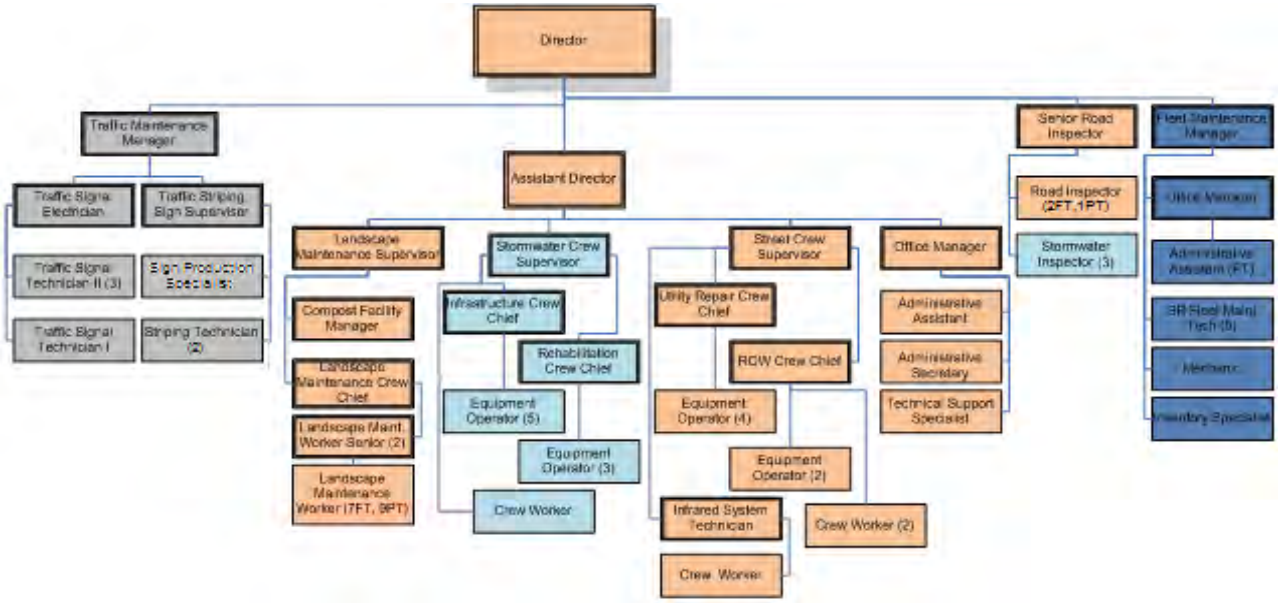 Director
Traffic Maintenance
Manager
Senior Road
Inspector
Fleet Maintenance
Manager
Assistant Director
Traffic Signal
Electrician
Traffic Striping
Sign Supervisor
Road Inspector
(2FT,1PT)
Office Manager
Landscape
Maintenance Supervisor
Stormwater Crew
Supervisor
Street Crew
Supervisor
Office Manager
Stormwater
Inspector (3)
Administrative
Assistant (FT)
Traffic Signal
Technician II (3)
Sign Production
Specialist
Compost Facility
Manager
Infrastructure Crew
Chief
Utility Repair Crew
Chief
Administrative
Assistant
Fleet Maint
Tech
Traffic Signal
Technician I
Striping Technician
(2)
Rehabilitation
Crew Chief
ROW Crew Chief
Administrative
Secretary
Mechanic
Landscape
Maintenance Crew
Chief
Equipment
Operator (5)
Equipment
Operator (4)
Technical Support
Specialist
Inventory Specialist
Landscape Maint.
Worker Senior (2)
Equipment
Operator (3)
Equipment
Operator (2)
Landscape
Maintenance
Worker (7FT, 9PT)
Crew Worker
Infrared System
Technician
Crew Worker (2)
Crew Worker